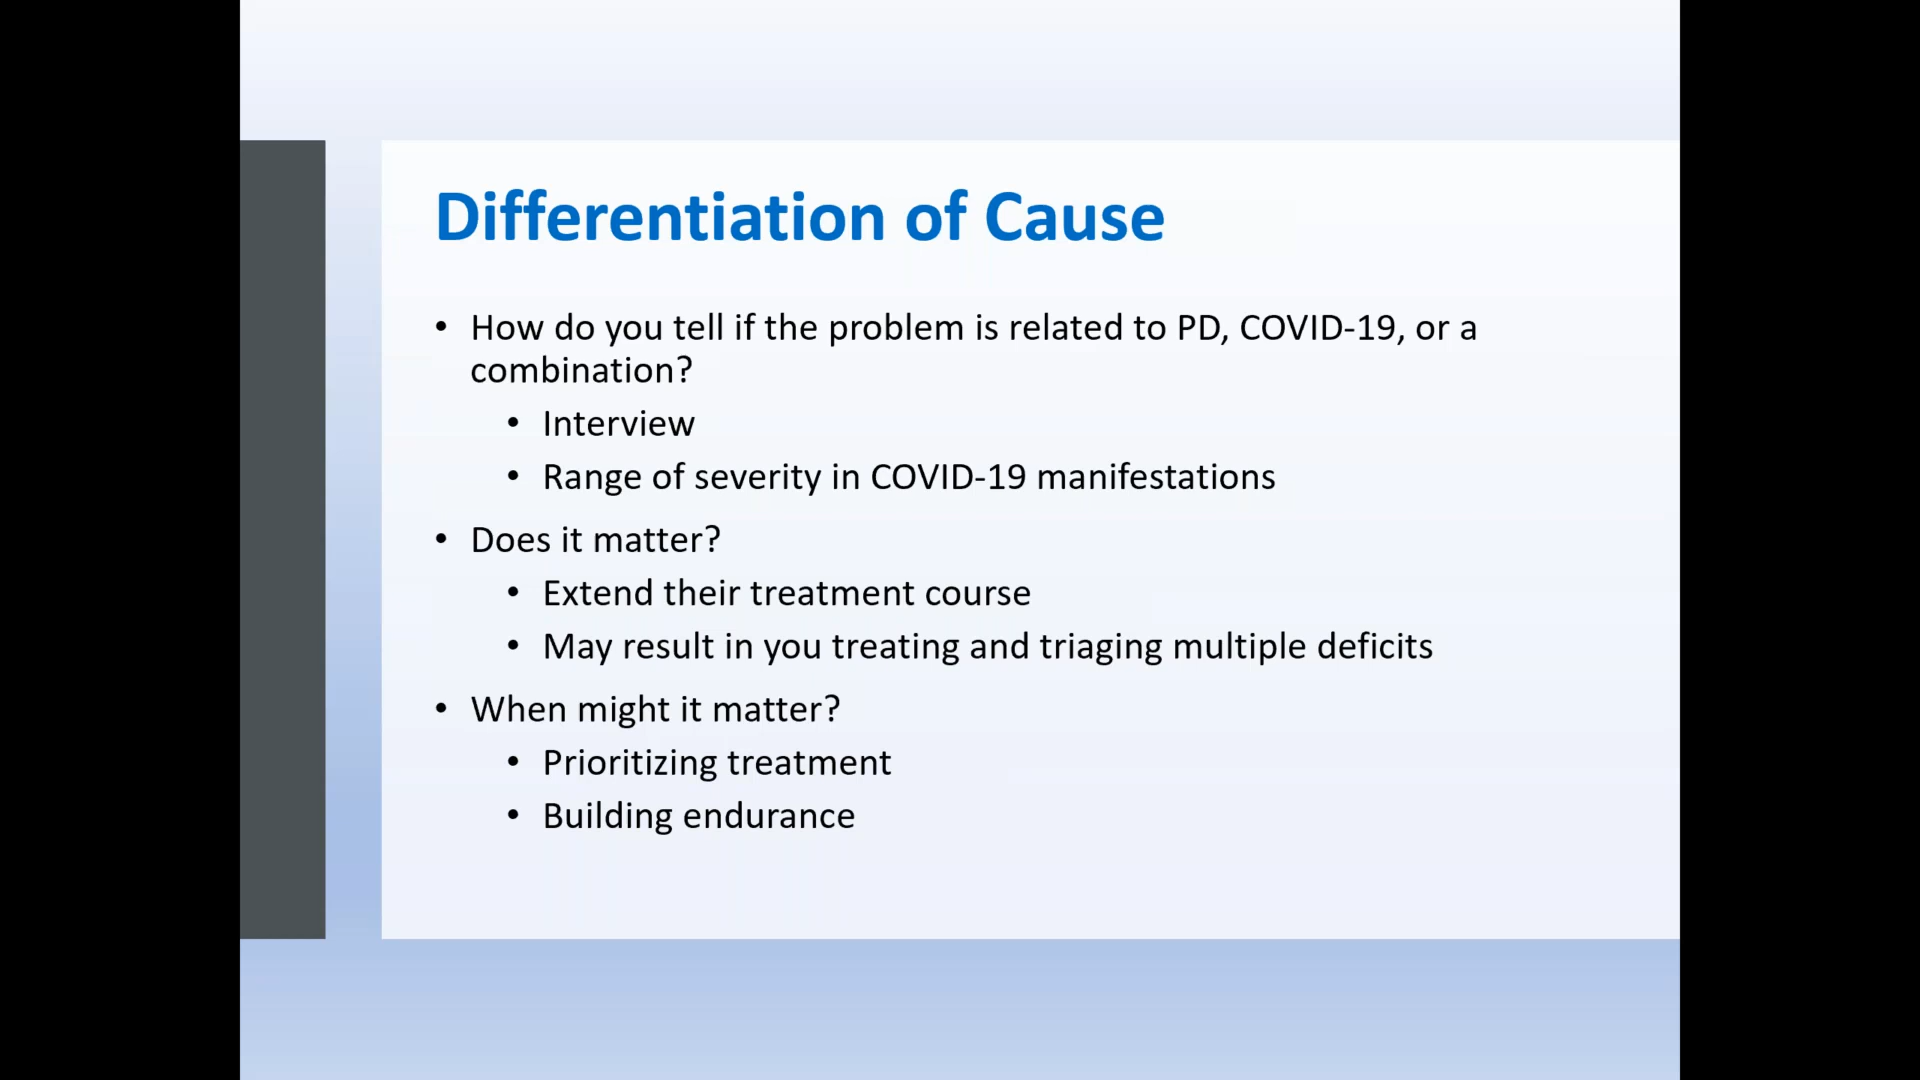 Differentiation of Cause
• How do you tell if the problem is related to PD, COVID-19, or a
combination?
• Interview
• Range of severity in COVID-19 manifestations
• Does it matter?
• Extend their treatment course
• May result in you treating and triaging multiple deficits
• When might it matter?
• Prioritizing treatment
• Building endurance